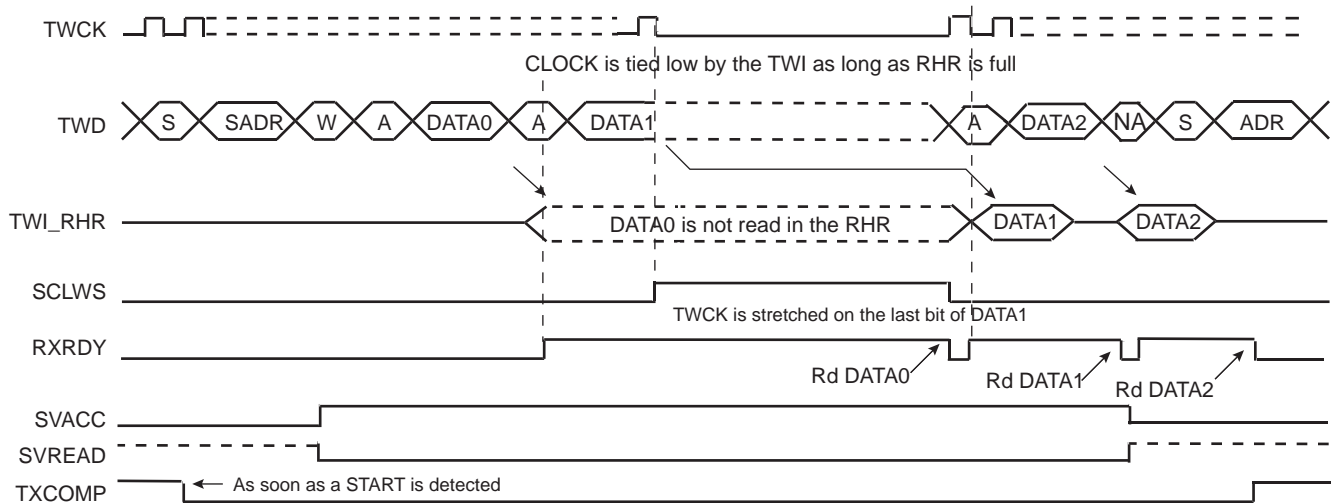 TWCK
CLOCK is tied low by the TWI as long as RHR is full
TWD S SADR W A DATA0 A DATA1 A DATA2 NA S ADR
TWI_RHR DATA0 is not read in the RHR DATA1 DATA2
SCLWS
TWCK is stretched on the last bit of DATA1
RXRDY
Rd DATA0 Rd DATA1 Rd DATA2
SVACC
SVREAD
TXCOMP As soon as a START is detected